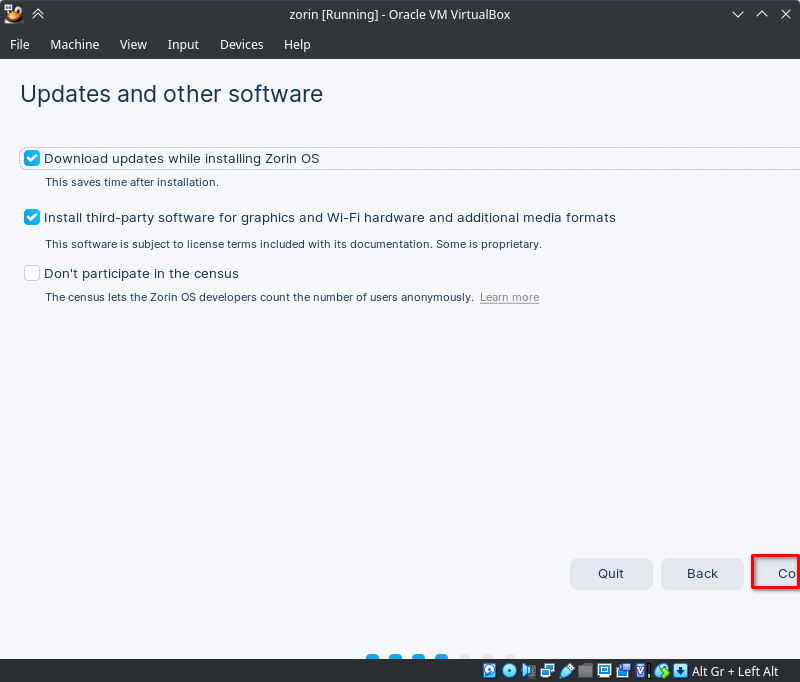 zorin [Running] - Oracle VM VirtualBox
File Machine View Input Devices Help
Updates and other software
Download updates while installing Zorin OS
This saves time after installation.
Install third-party software for graphics and Wi-Fi hardware and additional media formats
This software is subject to license terms included with its documentation. Some is proprietary.
Don't participate in the census
The census lets the Zorin OS developers count the number of users anonymously. Learn more
Quit Back Co
Alt Gr + Left Alt